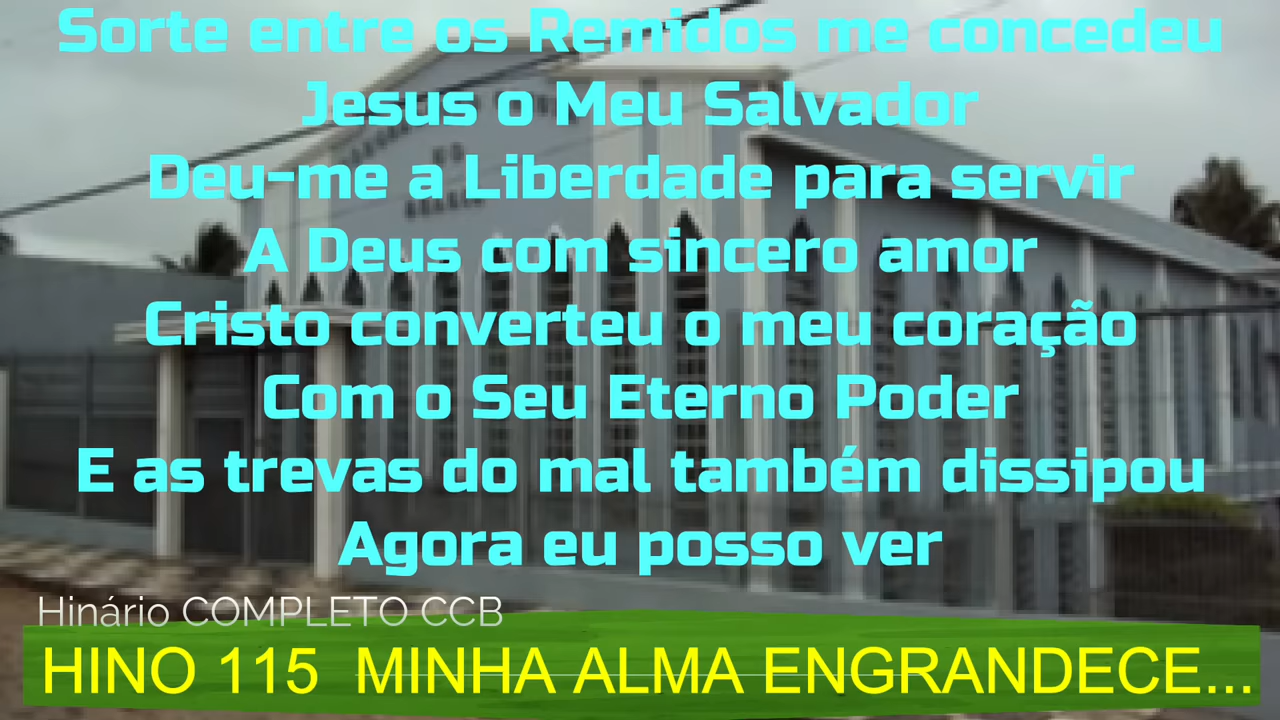 Sorte entre os Remidos me concedeu
Jesus o Meu Salvador
Deu-me a Liberdade para servir
A Deus com sincero amor
Cristo converteu o meu coração
Com o Seu Eterno Poder
E as trevas do mal também dissipou
Agora eu posso ver
Hinário COMPLETO CCB
HINO 115 MINHA ALMA ENGRANDECE...